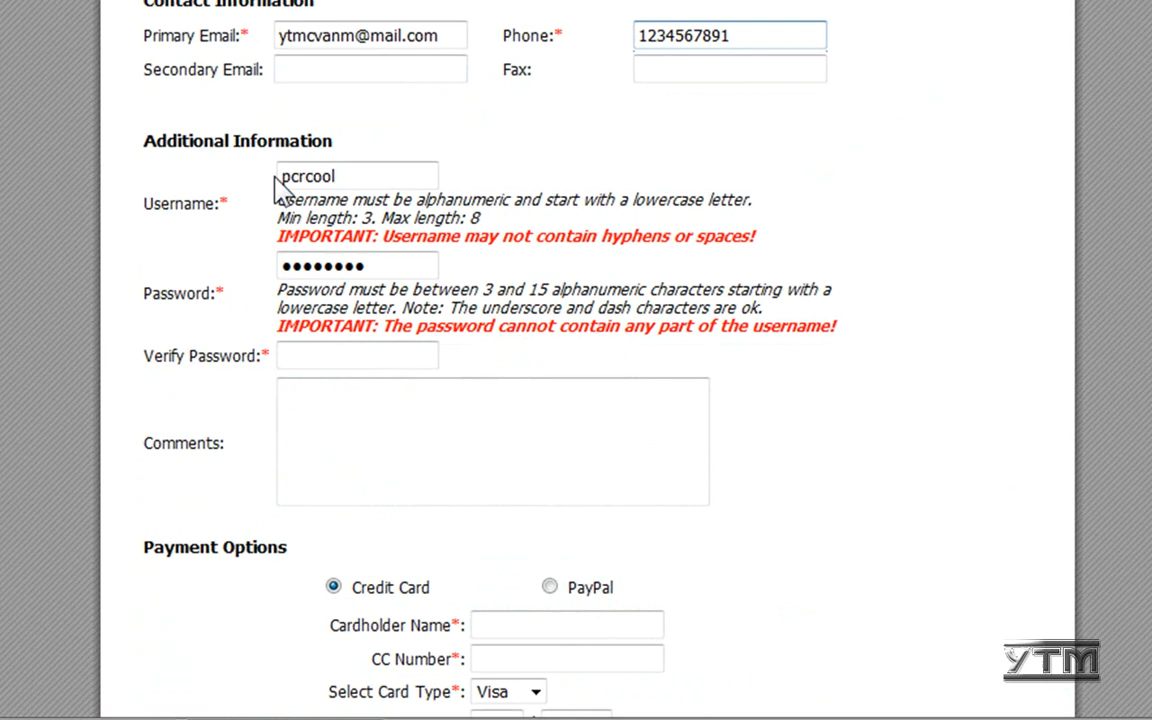 Contact Information
Primary Email:* ytmcvanm@mail.com Phone:* 1234567891
Secondary Email: Fax:
Additional Information
pcrcool
Username:* username must be alphanumeric and start with a lowercase letter.
Min length: 3. Max length: 8
IMPORTANT: Username may not contain hyphens or spaces!
••••••••
Password:* Password must be between 3 and 15 alphanumeric characters starting with a
lowercase letter. Note: The underscore and dash characters are ok.
IMPORTANT: The password cannot contain any part of the username!
Verify Password:*
Comments:
Payment Options
Credit Card PayPal
Cardholder Name*:
CC Number*:
Select Card Type*: Visa
yTM